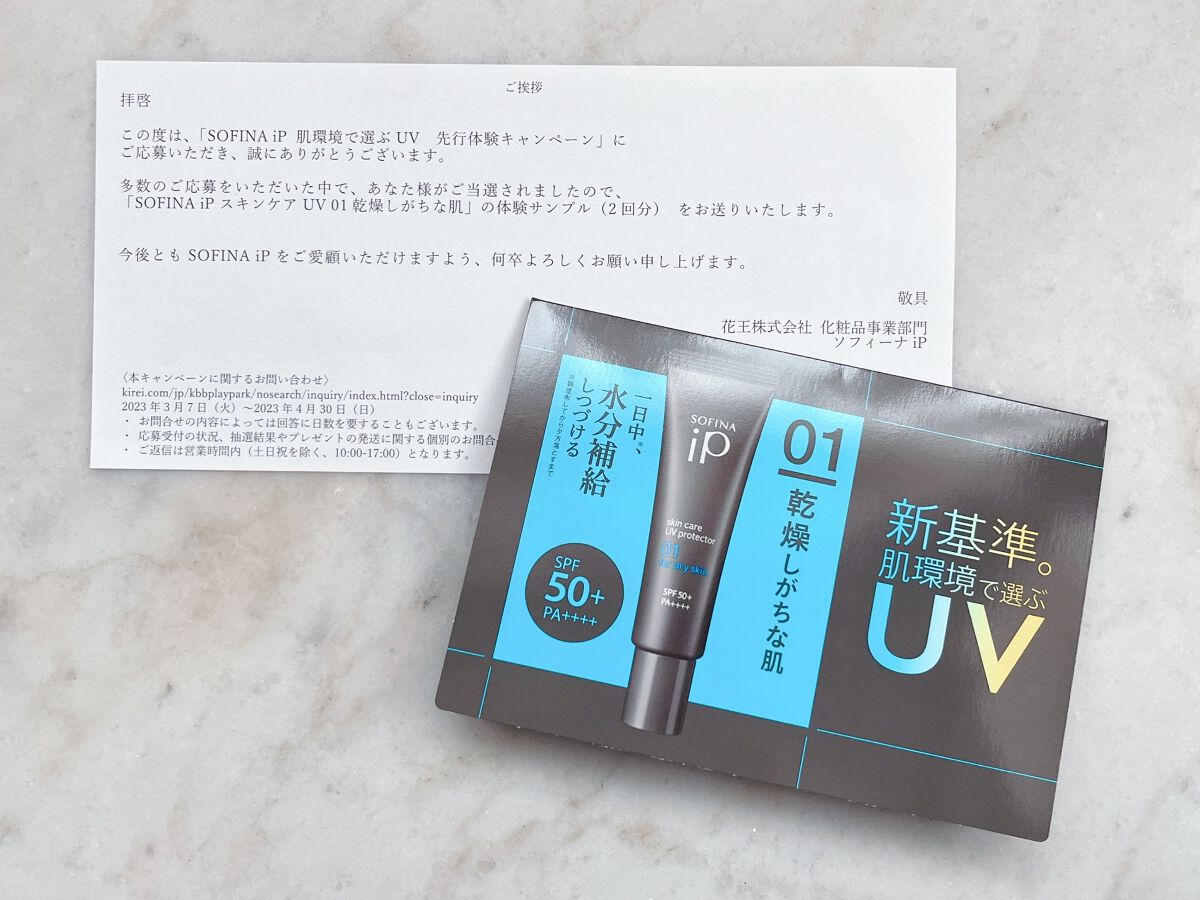 ご挨拶
拝啓
この度は、「SOFINA iP 肌環境で選ぶ UV 先行体験キャンペーン」に
ご応募いただき、誠にありがとうございます。
多数のご応募をいただいた中で、あなた様がご当選されましたので、
「SOFINA iP スキンケア UV 01 乾燥しがちな肌」の体験サンプル（2 回分） をお送りいたします。
今後とも SOFINA iP をご愛顧いただけますよう、何卒よろしくお願い申し上げます。
敬具
花王株式会社 化粧品事業部門
ソフィーナ iP
〈本キャンペーンに関するお問い合わせ〉
kirei.com/jp/kbbplaypark/nosearch/inquiry/index.html?close=inquiry
2023 年 3 月 7 日（火）～2023 年 4 月 30 日（日）
・ お問合せの内容によっては回答に日数を要することもございます。
・ 応募受付の状況、抽選結果やプレゼントの発送に関する個別のお問合
・ ご返信は営業時間内（土日祝を除く、10:00-17:00）となります。
一日中※、
水分補給
しつづける
※朝塗布してから夕方落とすまで
SPF
50+
PA++++
SOFINA
iP
skin care
UV protector
01
for dry skin
SPF 50+
PA++++
01
乾燥しがちな肌
新基準。
肌環境で選ぶ
UV